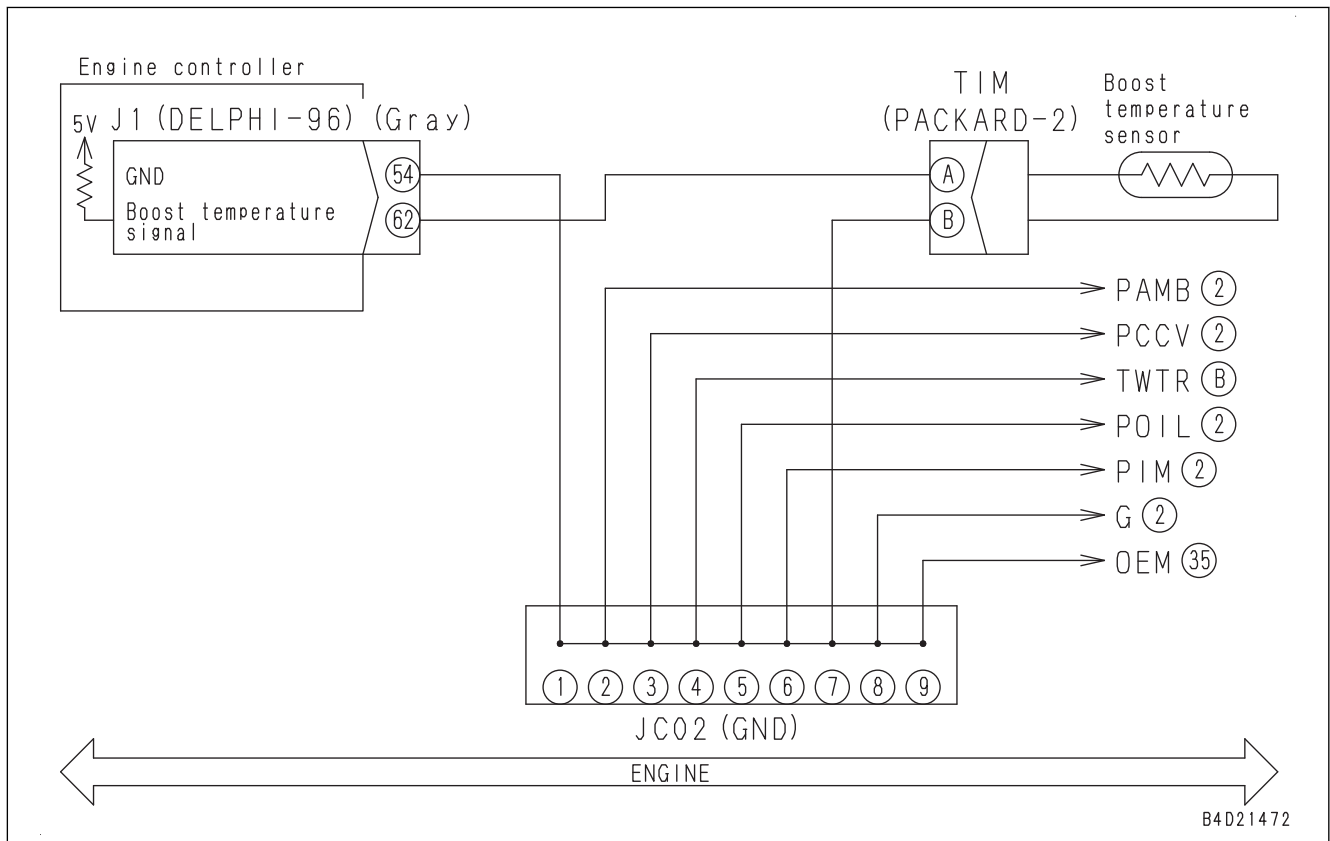 Engine controller
J1 (DELPHI-96) (Gray)
5V
GND
54
Boost temperature
signal
62
TIM
(PACKARD-2)
A
B
Boost
temperature
sensor
PAMB 2
PCCV 2
TWTR B
POIL 2
PIM 2
G 2
OEM 35
1 2 3 4 5 6 7 8 9
JC02 (GND)
ENGINE
B4D21472